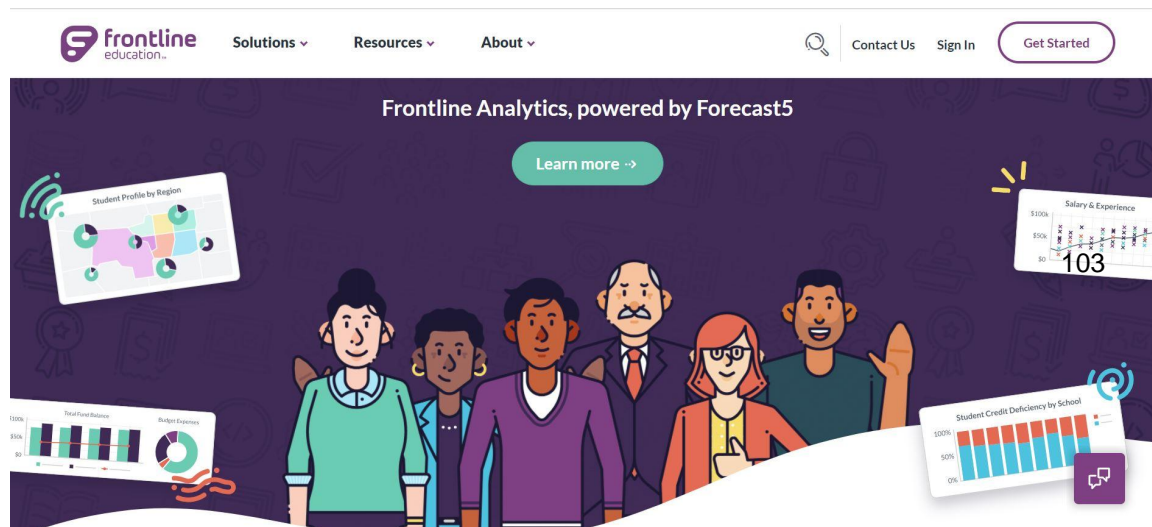 frontline
education™
Solutions
Resources
About
Contact Us
Sign In
Get Started
Frontline Analytics, powered by Forecast5
Learn more
Student Profile by Region
Salary & Experience
$100k
$50k
$0
103
Total Fund Balance
Budget Expenses
$100k
$50k
$0
Student Credit Deficiency by School
100%
50%
0%